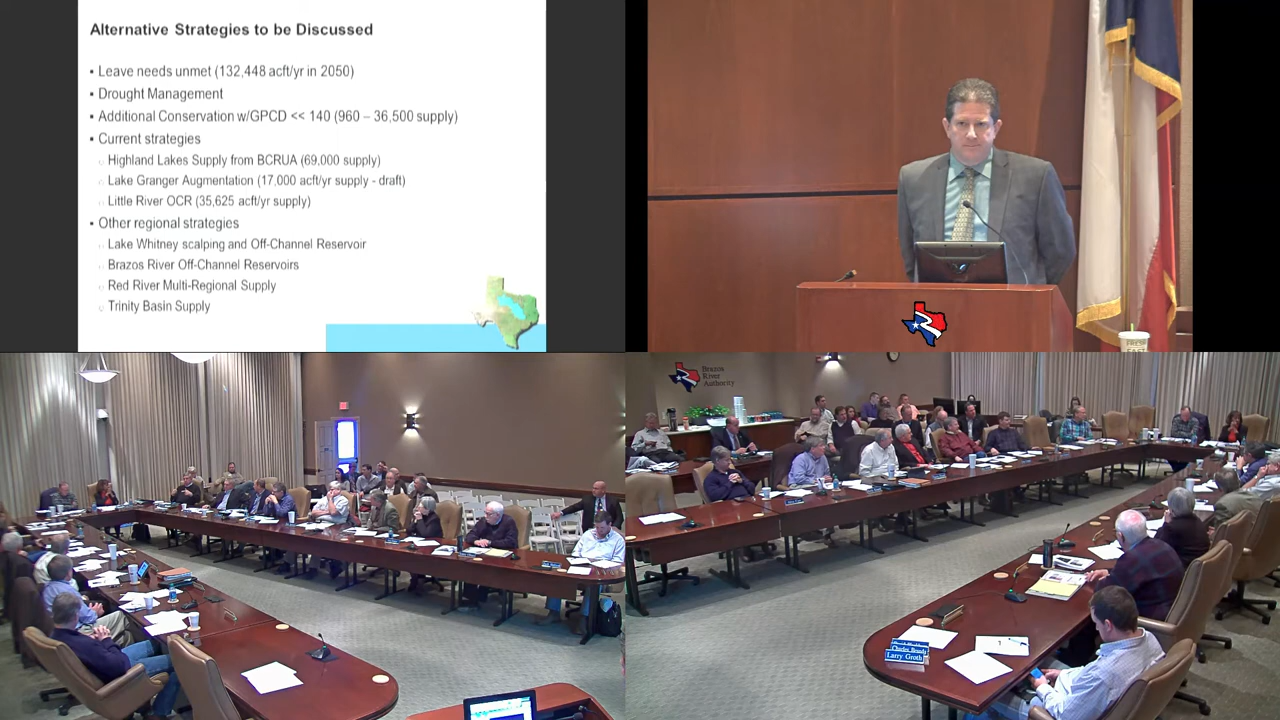 Alternative Strategies to be Discussed
▪ Leave needs unmet (132,448 acft/yr in 2050)
▪ Drought Management
▪ Additional Conservation w/GPCD << 140 (960 – 36,500 supply)
▪ Current strategies
Highland Lakes Supply from BCRUA (69,000 supply)
Lake Granger Augmentation (17,000 acft/yr supply - draft)
Little River OCR (35,625 acft/yr supply)
▪ Other regional strategies
Lake Whitney scalping and Off-Channel Reservoir
Brazos River Off-Channel Reservoirs
Red River Multi-Regional Supply
Trinity Basin Supply
Brazos
River
Authority
Charles Beseda
Larry Groth